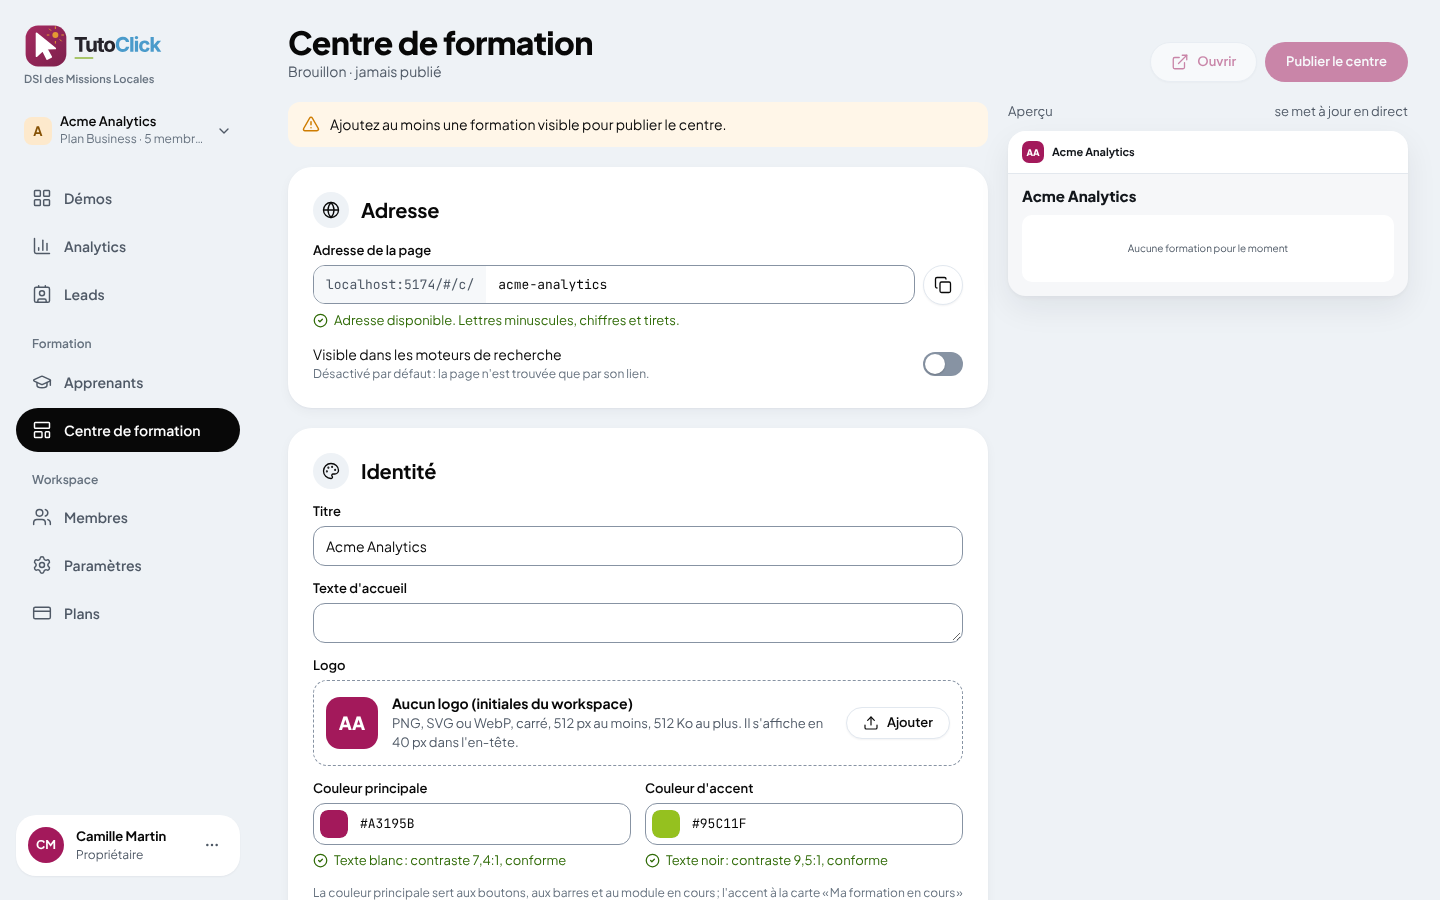 TutoClick
DSI des Missions Locales
A
Acme Analytics
Plan Business · 5 membr...
Démos
Analytics
Leads
Formation
Apprenants
Centre de formation
Workspace
Membres
Paramètres
Plans
CM
Camille Martin
Propriétaire
Centre de formation
Brouillon · jamais publié
Ouvrir
Publier le centre
Ajoutez au moins une formation visible pour publier le centre.
Adresse
Adresse de la page
localhost:5174/#/c/ acme-analytics
Adresse disponible. Lettres minuscules, chiffres et tirets.
Visible dans les moteurs de recherche
Désactivé par défaut : la page n'est trouvée que par son lien.
Identité
Titre
Acme Analytics
Texte d'accueil
Logo
AA
Aucun logo (initiales du workspace)
PNG, SVG ou WebP, carré, 512 px au moins, 512 Ko au plus. Il s'affiche en
40 px dans l'en-tête.
Ajouter
Couleur principale
#A3195B
Texte blanc : contraste 7,4:1, conforme
Couleur d'accent
#95C11F
Texte noir : contraste 9,5:1, conforme
La couleur principale sert aux boutons, aux barres et au module en cours ; l'accent à la carte « Ma formation en cours »
Aperçu
se met à jour en direct
AA
Acme Analytics
Acme Analytics
Aucune formation pour le moment